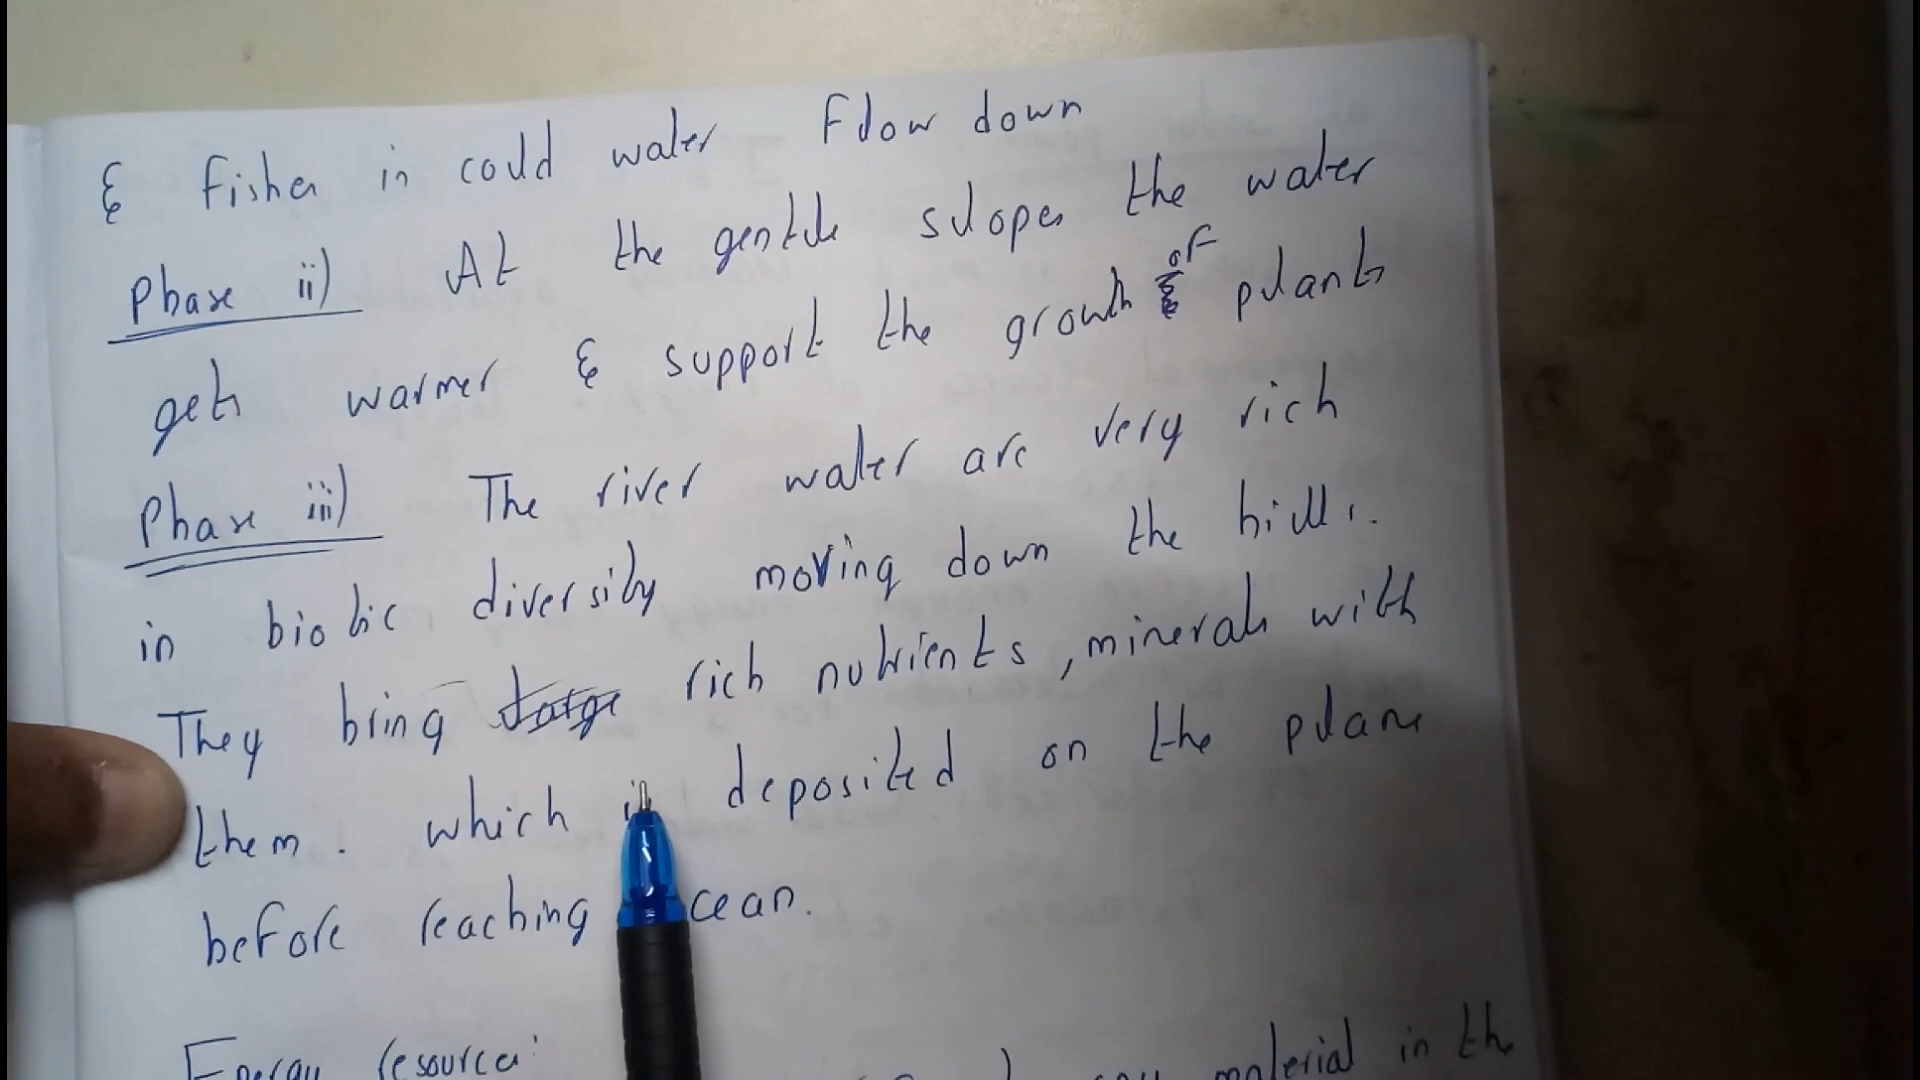 & fishes in could water Flow down
Phase ii) At the gentle slopes the water
gets warmer & support the growth of plants
Phase iii) The river water are very rich
in biotic diversity moving down the hills.
They bring large rich nutrients, minerals with
them. which is deposited on the plane
before reaching ocean.
Energy resources:
material in the